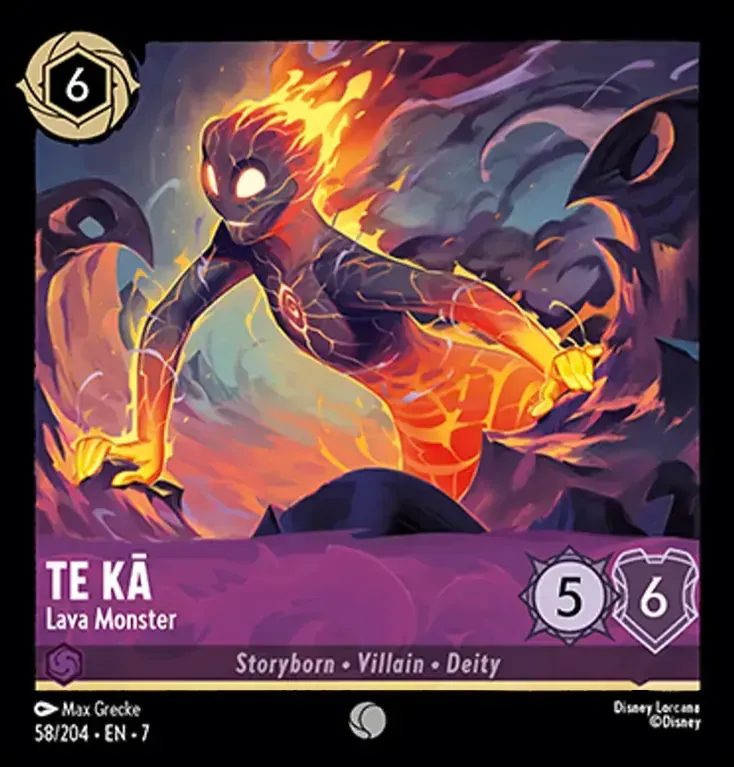 6
TE KĀ
Lava Monster
5
6
Storyborn • Villain • Deity
Max Grecke
58/204 • EN • 7
Disney Lorcana
©Disney